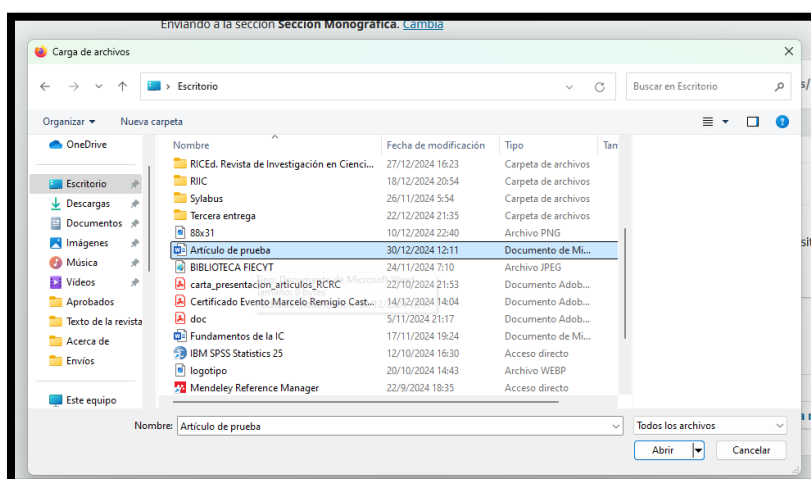 Enviando a la sección Sección Monográfica. Cambia
Carga de archivos
Escritorio
Buscar en Escritorio
Organizar
Nueva carpeta
OneDrive
Escritorio
Descargas
Documentos
Imágenes
Música
Vídeos
Aprobados
Texto de la revista
Acerca de
Envíos
Este equipo
Nombre Fecha de modificación Tipo Tan
RICEd. Revista de Investigación en Cienci... 27/12/2024 16:23 Carpeta de archivos
RIIC 18/12/2024 20:54 Carpeta de archivos
Sylabus 26/11/2024 5:54 Carpeta de archivos
Tercera entrega 22/12/2024 21:35 Carpeta de archivos
88x31 10/12/2024 22:40 Archivo PNG
Artículo de prueba 30/12/2024 12:11 Documento de Mi...
BIBLIOTECA FIECYT 24/11/2024 7:10 Archivo JPEG
carta_presentacion_articulos_RCRC 22/10/2024 21:53 Documento Adob...
Certificado Evento Marcelo Remigio Cast... 14/12/2024 14:04 Documento Adob...
doc 5/11/2024 21:17 Documento Adob...
Fundamentos de la IC 17/11/2024 19:24 Documento de Mi...
IBM SPSS Statistics 25 12/10/2024 16:30 Acceso directo
logotipo 20/10/2024 14:43 Archivo WEBP
Mendeley Reference Manager 22/9/2024 18:35 Acceso directo
Nombre: Artículo de prueba
Todos los archivos
Abrir
Cancelar